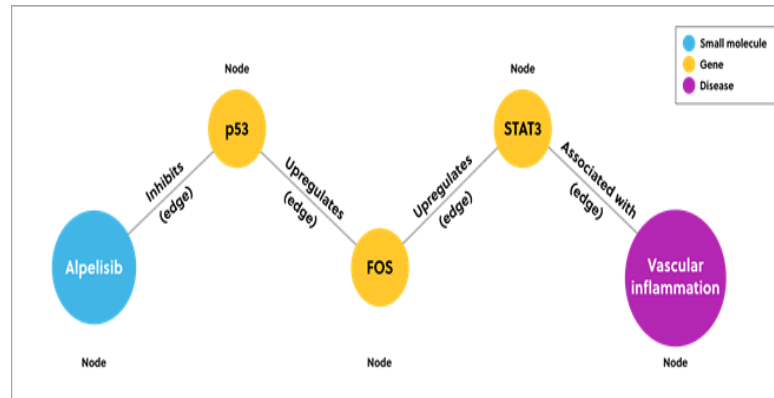 Small molecule
Gene
Disease
Node
Node
p53
STAT3
Inhibits
(edge)
Upregulates
(edge)
Upregulates
(edge)
Associated with
(edge)
Alpelisib
FOS
Vascular
inflammation
Node
Node
Node